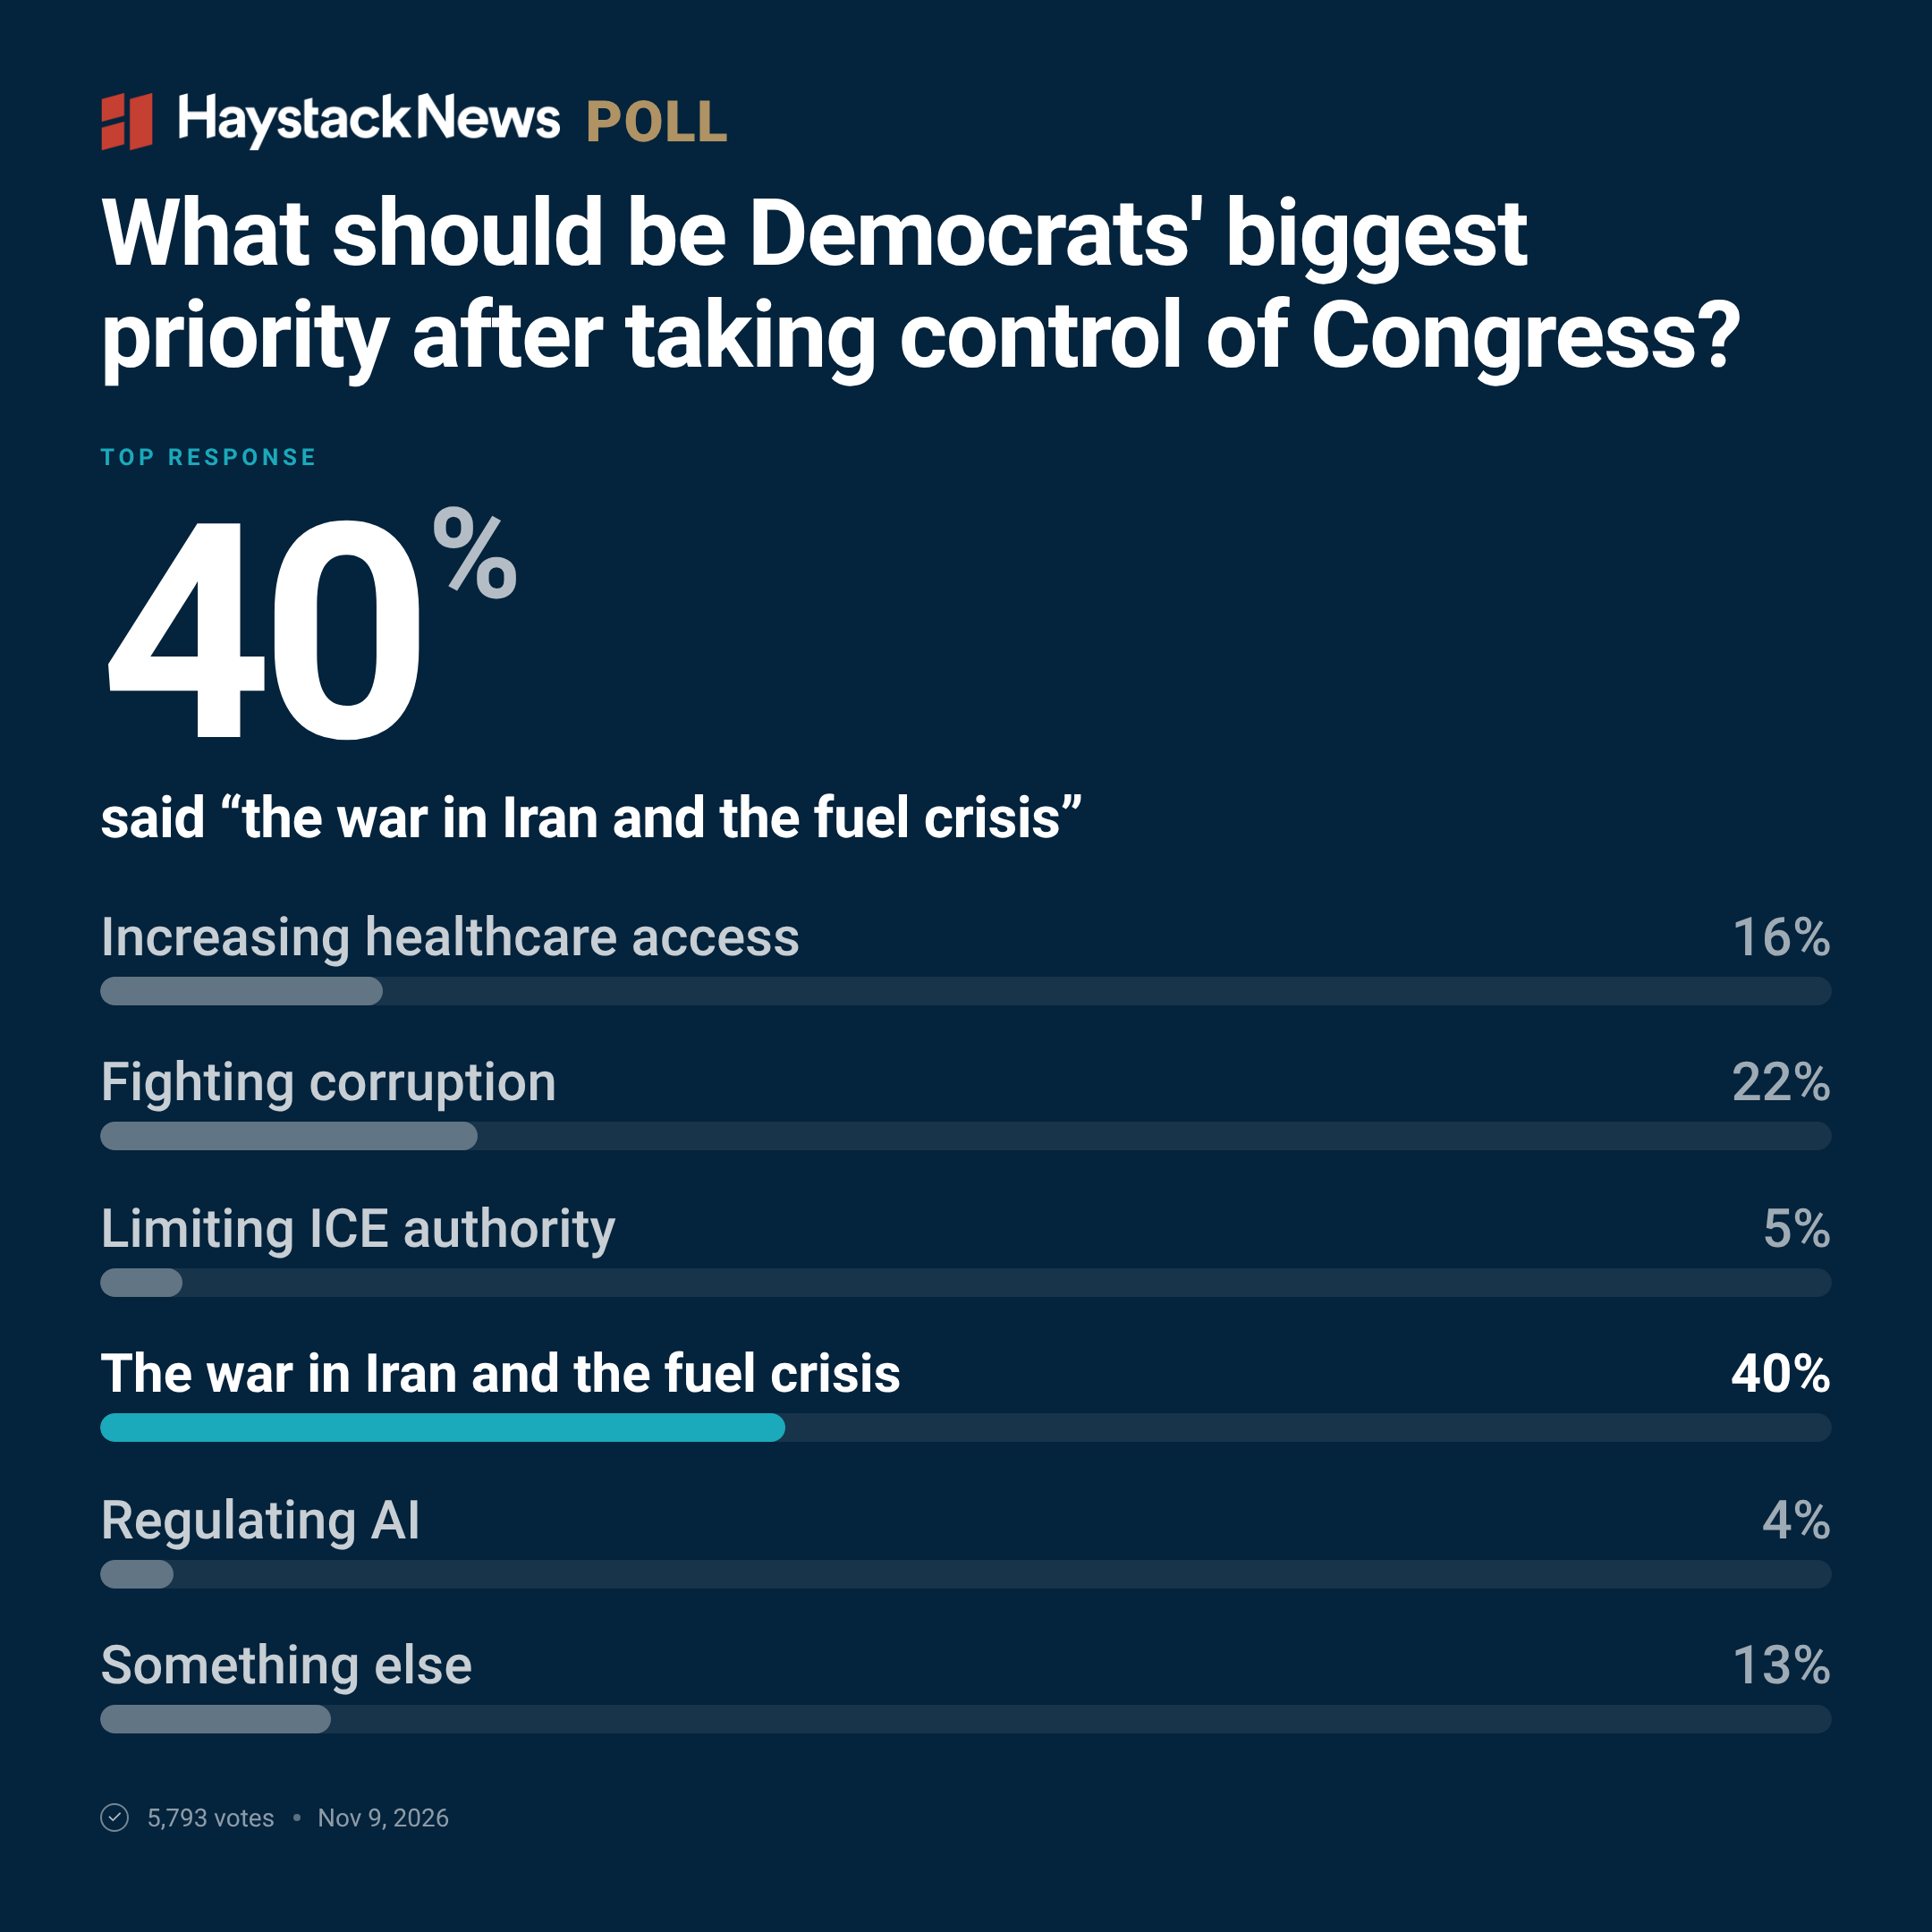 HaystackNews POLL
What should be Democrats' biggest
priority after taking control of Congress?
TOP RESPONSE
40%
said “the war in Iran and the fuel crisis”
Increasing healthcare access 16%
Fighting corruption 22%
Limiting ICE authority 5%
The war in Iran and the fuel crisis 40%
Regulating AI 4%
Something else 13%
5,793 votes • Nov 9, 2026